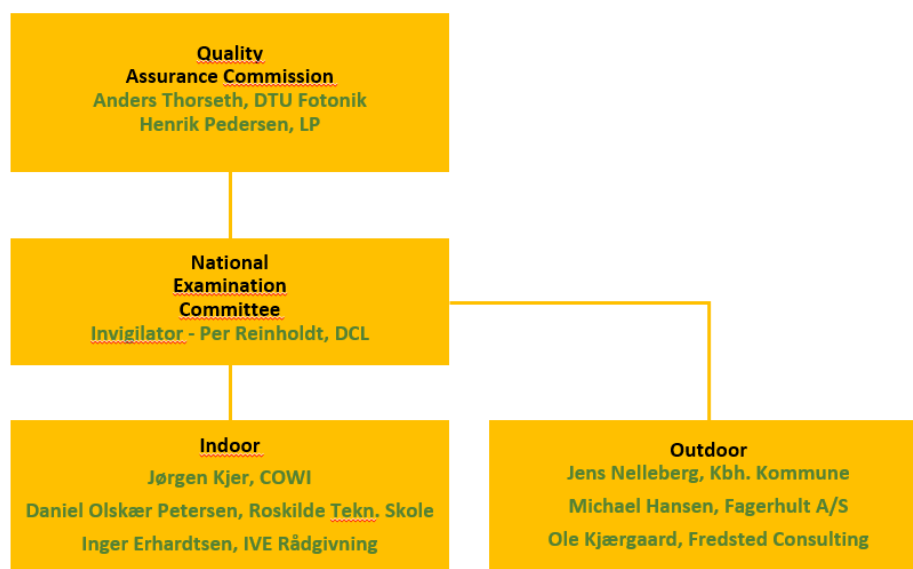 Quality
Assurance Commission
Anders Thorseth, DTU Fotonik
Henrik Pedersen, LP
National
Examination
Committee
Invigilator - Per Reinholdt, DCL
Indoor
Jørgen Kjer, COWI
Daniel Olskær Petersen, Roskilde Tekn. Skole
Inger Erhardtsen, IVE Rådgivning
Outdoor
Jens Nelleberg, Kbh. Kommune
Michael Hansen, Fagerhult A/S
Ole Kjærgaard, Fredsted Consulting